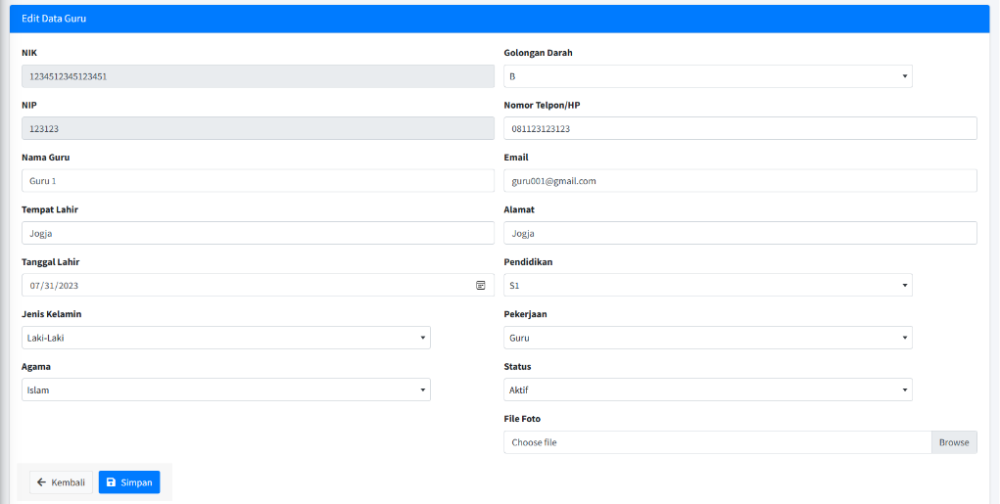 Edit Data Guru
NIK
1234512345123451
NIP
123123
Nama Guru
Guru 1
Tempat Lahir
Jogja
Tanggal Lahir
07/31/2023
Jenis Kelamin
Laki-Laki
Agama
Islam
Golongan Darah
B
Nomor Telpon/HP
081123123123
Email
guru001@gmail.com
Alamat
Jogja
Pendidikan
S1
Pekerjaan
Guru
Status
Aktif
File Foto
Choose file Browse
Kembali Simpan